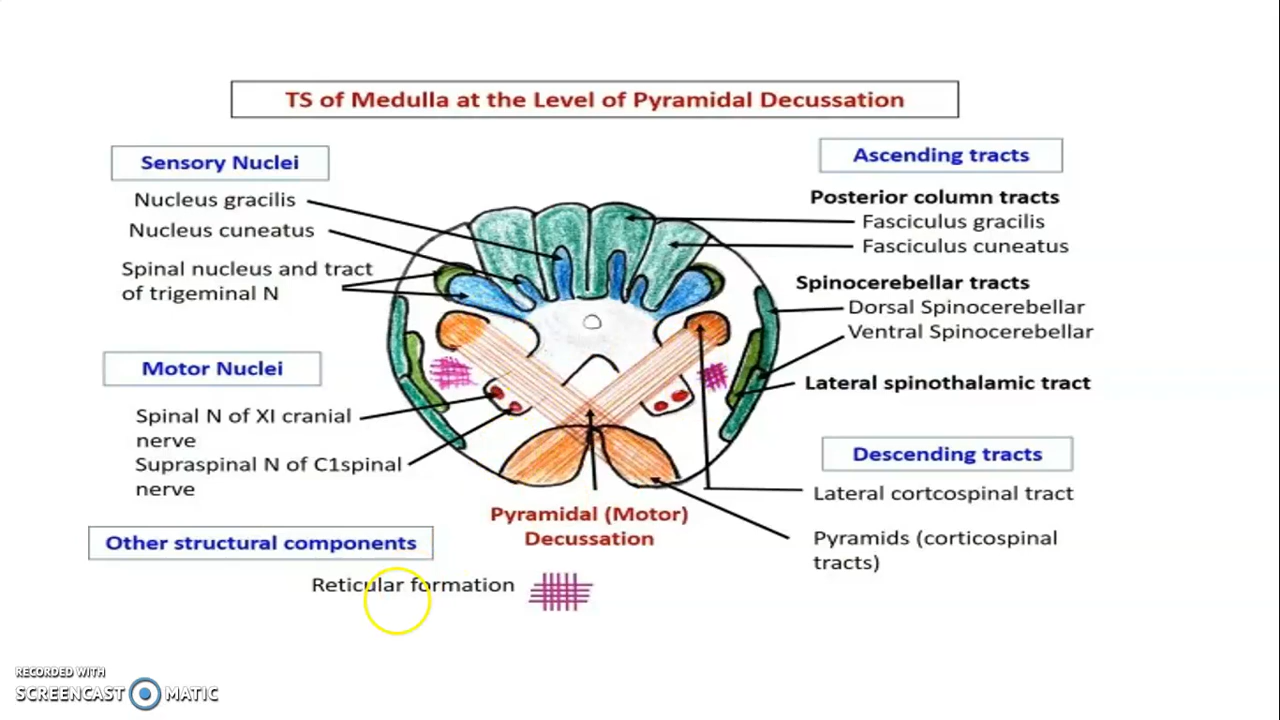 TS of Medulla at the Level of Pyramidal Decussation
Sensory Nuclei
Nucleus gracilis
Nucleus cuneatus
Spinal nucleus and tract
of trigeminal N
Motor Nuclei
Spinal N of XI cranial
nerve
Supraspinal N of C1spinal
nerve
Other structural components
Reticular formation
Pyramidal (Motor)
Decussation
Ascending tracts
Posterior column tracts
Fasciculus gracilis
Fasciculus cuneatus
Spinocerebellar tracts
Dorsal Spinocerebellar
Ventral Spinocerebellar
Lateral spinothalamic tract
Descending tracts
Lateral cortcospinal tract
Pyramids (corticospinal
tracts)
RECORDED WITH
SCREENCAST MATIC